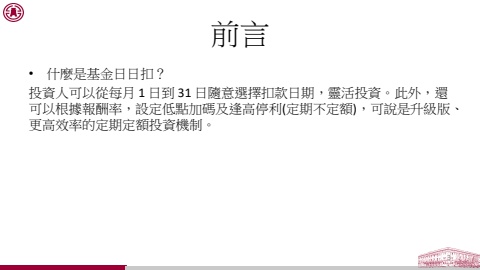 前言
• 什麼是基金日日扣？
投資人可以從每月 1 日到 31 日隨意選擇扣款日期，靈活投資。此外，還
可以根據報酬率，設定低點加碼及逢高停利(定期不定額)，可說是升級版、
更高效率的定期定額投資機制。